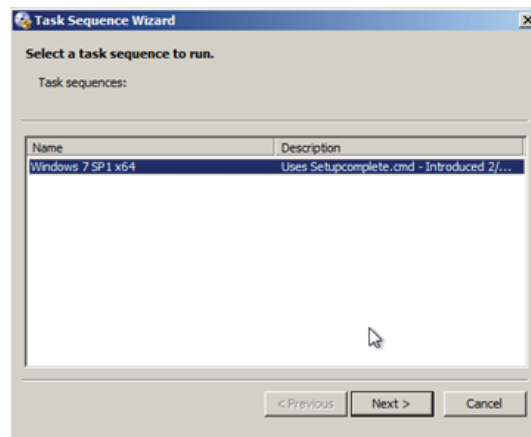 Task Sequence Wizard
Select a task sequence to run.
Task sequences:
Name Description
Windows 7 SP1 x64 Uses Setupcomplete.cmd - Introduced 2/...
< Previous Next > Cancel